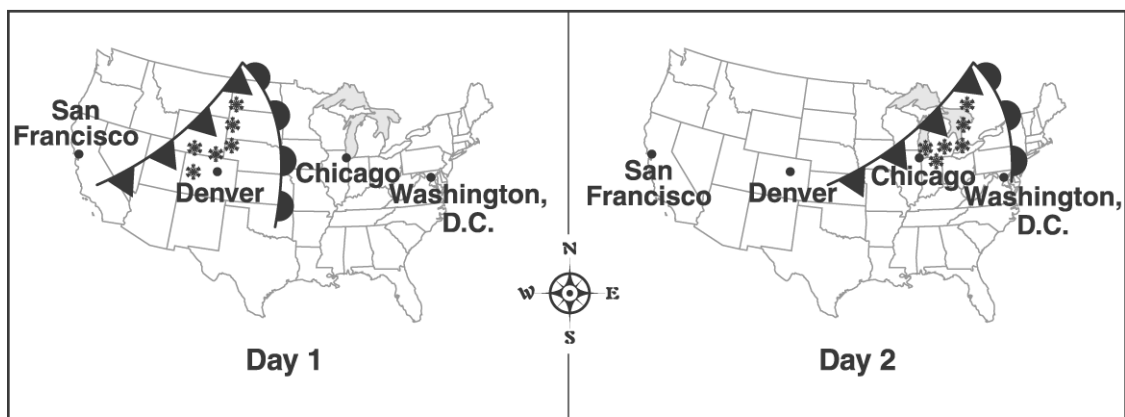 San
Francisco
Denver
Chicago
Washington,
D.C.
Day 1
N
W
E
S
San
Francisco
Denver
Chicago
Washington,
D.C.
Day 2